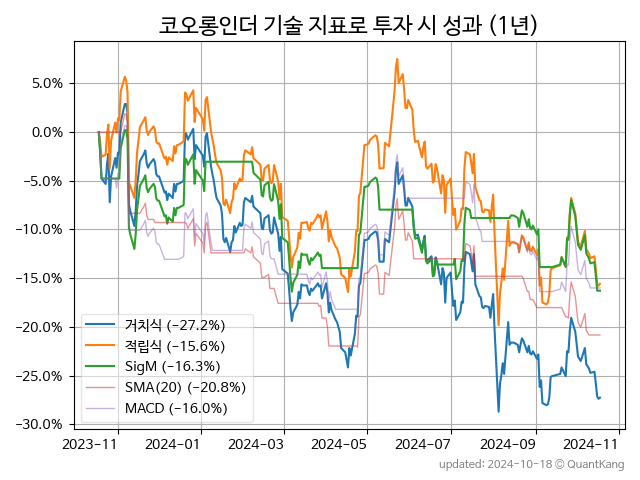 코오롱인더 기술 지표로 투자 시 성과 (1년)
5.0%
0.0%
−5.0%
−10.0%
−15.0%
−20.0%
−25.0%
−30.0%
거치식 (−27.2%)
적립식 (−15.6%)
SigM (−16.3%)
SMA(20) (−20.8%)
MACD (−16.0%)
2023−11
2024−01
2024−03
2024−05
2024−07
2024−09
2024−11
updated: 2024-10-18 © QuantKang